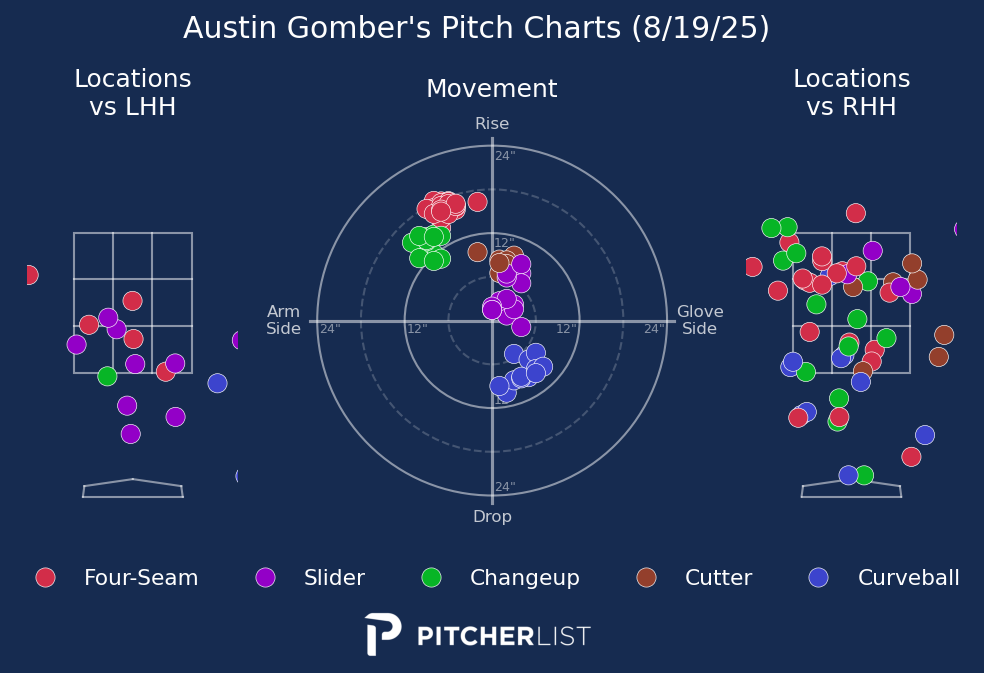 Austin Gomber's Pitch Charts (8/19/25)
Locations
vs LHH
Movement
Locations
vs RHH
Rise
24"
12"
Arm
Side
24"
12"
12"
24"
Glove
Side
24"
Drop
Four-Seam
Slider
Changeup
Cutter
Curveball
PITCHERLIST